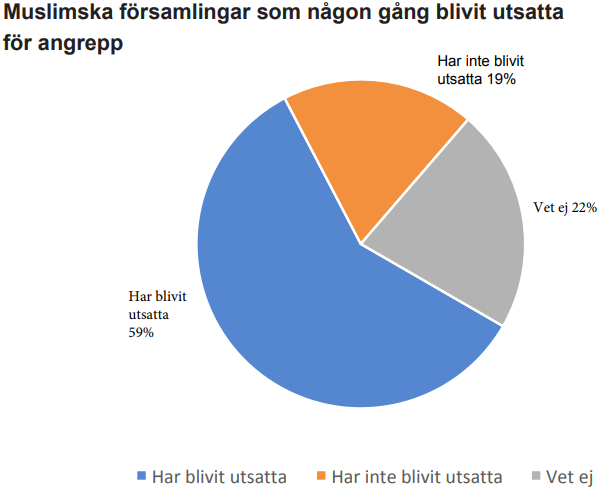 Muslimska församlingar som någon gång blivit utsatta
för angrepp
Har inte blivit
utsatta 19%
Vet ej 22%
Har blivit
utsatta
59%
Har blivit utsatta
Har inte blivit utsatta
Vet ej